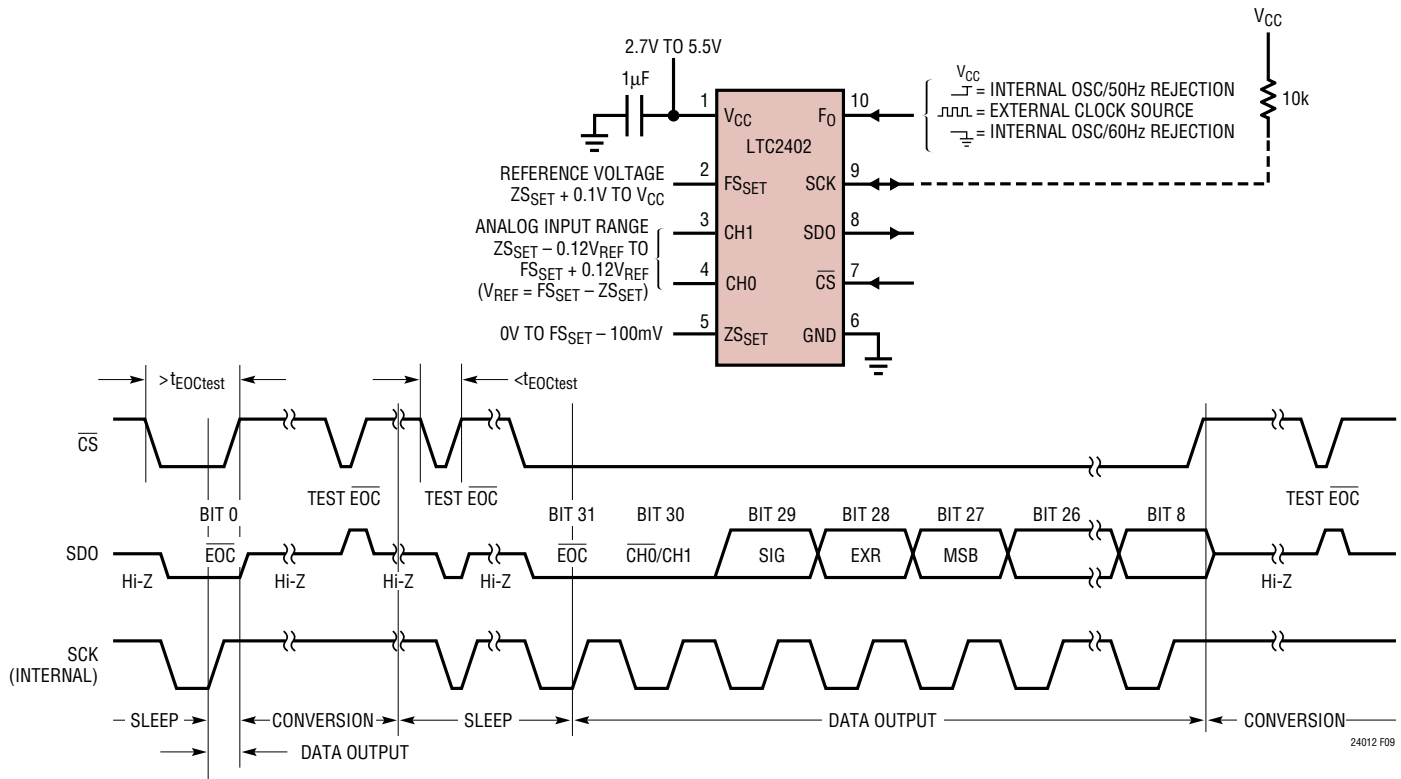 VCC
10k
2.7V TO 5.5V
1µF
1
VCC
10
FO
VCC
= INTERNAL OSC/50Hz REJECTION
= EXTERNAL CLOCK SOURCE
= INTERNAL OSC/60Hz REJECTION
LTC2402
REFERENCE VOLTAGE
ZSSET + 0.1V TO VCC
2
FSSET
SCK
9
ANALOG INPUT RANGE
ZSSET – 0.12VREF TO
FSSET + 0.12VREF
(VREF = FSSET – ZSSET)
3
CH1
SDO
8
4
CH0
CS
7
0V TO FSSET – 100mV
5
ZSSET
GND
6
>tEOCtest
<tEOCtest
CS
TEST EOC
TEST EOC
TEST EOC
BIT 0
BIT 31
BIT 30
BIT 29
BIT 28
BIT 27
BIT 26
BIT 8
SDO
EOC
EOC
CH0/CH1
SIG
EXR
MSB
Hi-Z
Hi-Z
Hi-Z
Hi-Z
Hi-Z
SCK
(INTERNAL)
SLEEP
CONVERSION
SLEEP
DATA OUTPUT
CONVERSION
DATA OUTPUT
24012 F09